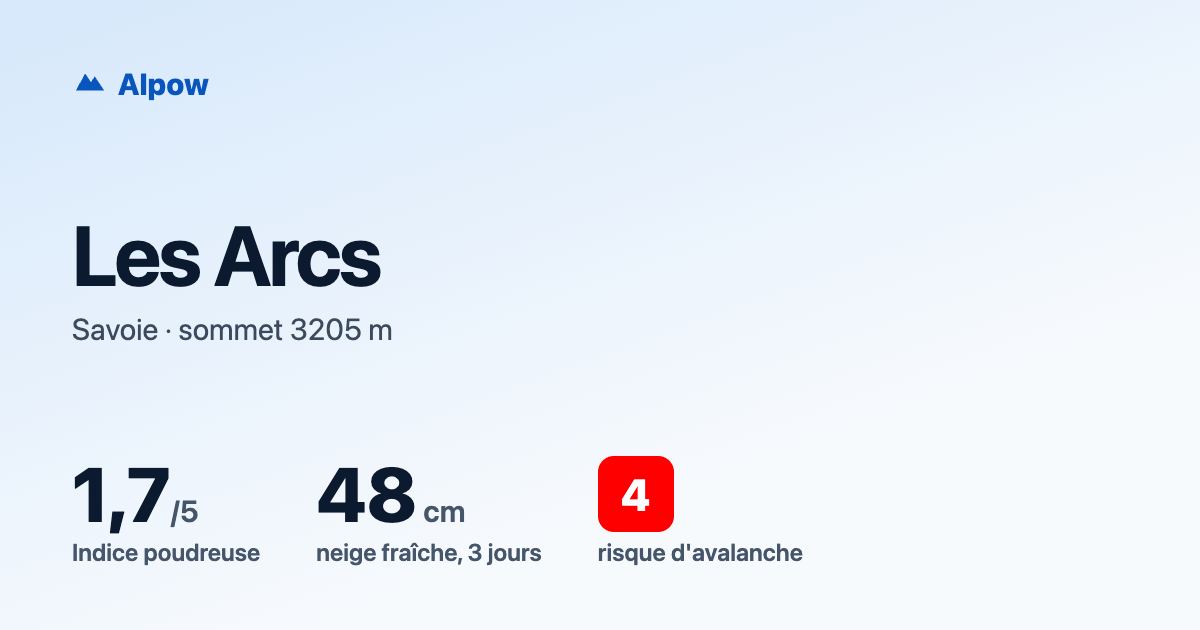 Alpow
Les Arcs
Savoie · sommet 3205 m
1,7/5
Indice poudreuse
48 cm
neige fraîche, 3 jours
4
risque d'avalanche